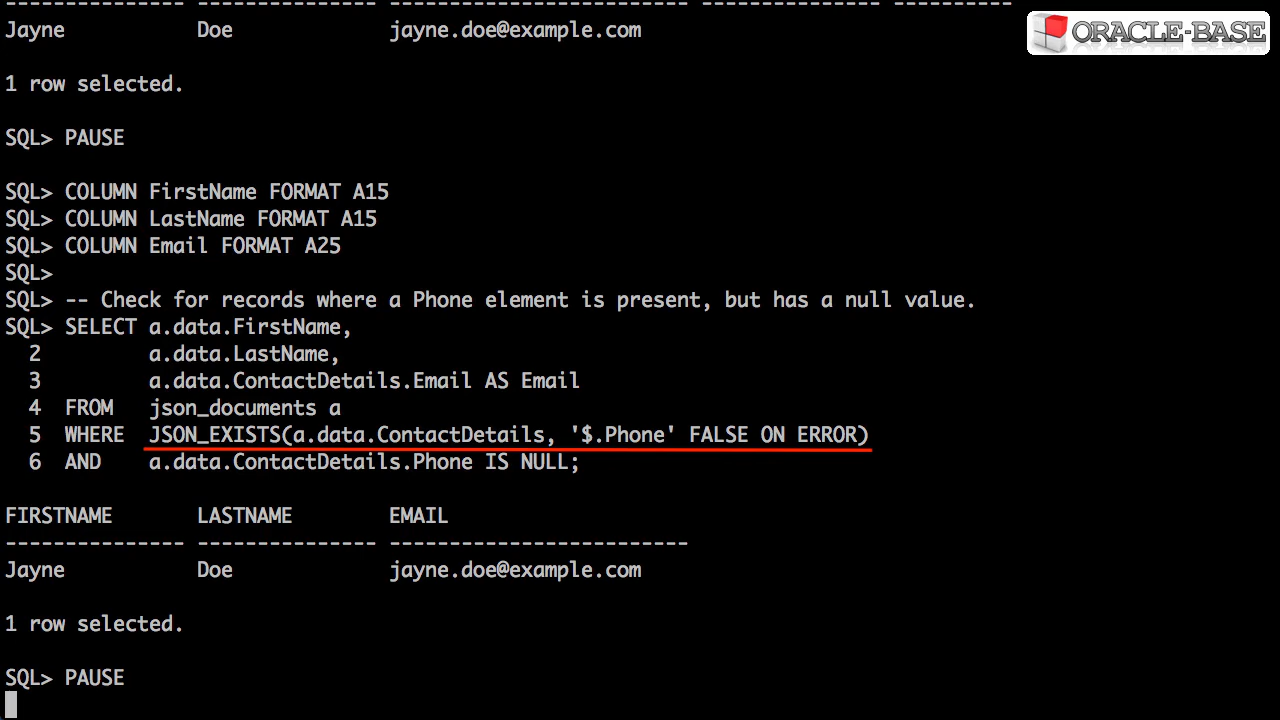 --------------- --------------- ------------------------- --------------- ----------
Jayne           Doe             jayne.doe@example.com
ORACLE-BASE
1 row selected.
SQL> PAUSE
SQL> COLUMN FirstName FORMAT A15
SQL> COLUMN LastName FORMAT A15
SQL> COLUMN Email FORMAT A25
SQL>
SQL> -- Check for records where a Phone element is present, but has a null value.
SQL> SELECT a.data.FirstName,
  2         a.data.LastName,
  3         a.data.ContactDetails.Email AS Email
  4  FROM   json_documents a
  5  WHERE  JSON_EXISTS(a.data.ContactDetails, '$.Phone' FALSE ON ERROR)
  6  AND    a.data.ContactDetails.Phone IS NULL;
FIRSTNAME       LASTNAME        EMAIL
--------------- --------------- -------------------------
Jayne           Doe             jayne.doe@example.com
1 row selected.
SQL> PAUSE